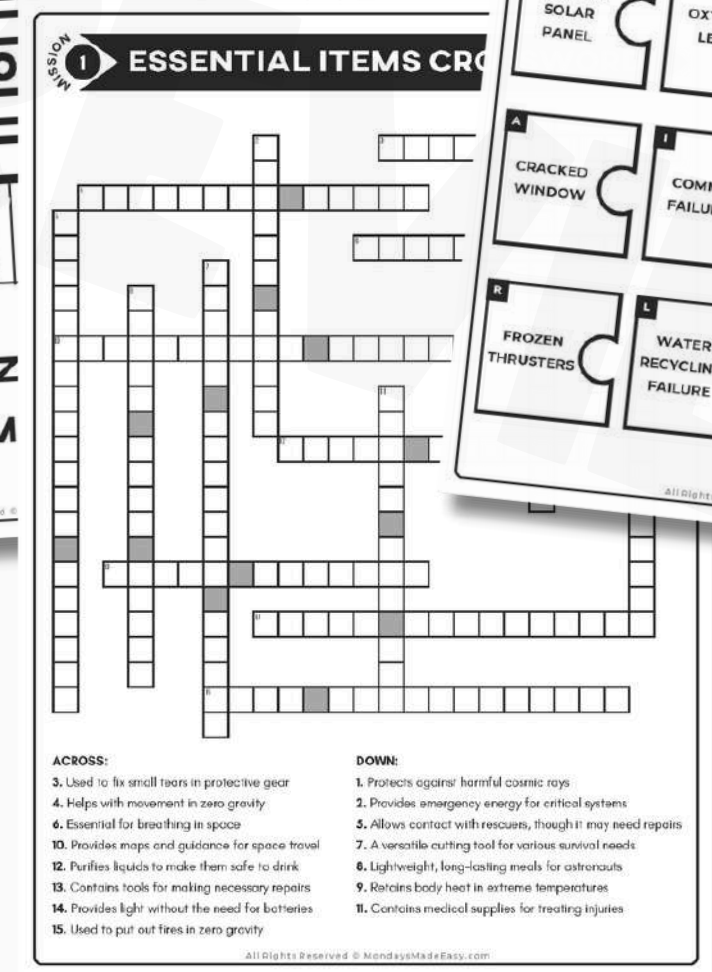 MISSION
1
ESSENTIAL ITEMS
SOLAR
PANEL
A
CRACKED
WINDOW
I
R
FROZEN
THRUSTERS
L
WATER
FAILURE
All Rights
ACROSS:
3. Used to fix small tears in protective gear
4. Helps with movement in zero gravity
6. Essential for breathing in space
10. Provides maps and guidance for space travel
12. Purifies liquids to make them safe to drink
13. Contains tools for making necessary repairs
14. Provides light without the need for batteries
15. Used to put out fires in zero gravity
DOWN:
1. Protects against harmful cosmic rays
2. Provides emergency energy for critical systems
5. Allows contact with rescuers, though it may need repairs
7. A versatile cutting tool for various survival needs
8. Lightweight, long-lasting meals for astronauts
9. Retains body heat in extreme temperatures
11. Contains medical supplies for treating injuries
All Rights Reserved © MondaysMadeEasy.com